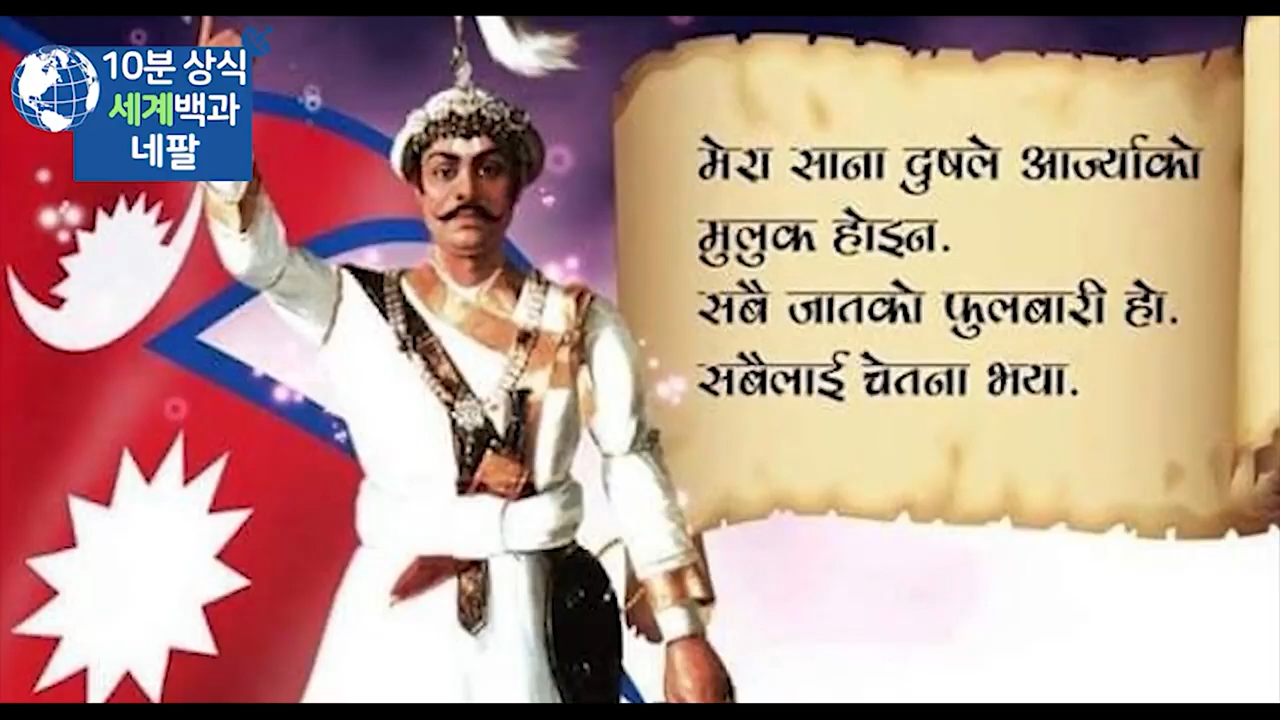 10분 상식
세계백과
네팔
मेरा साना दुषले आर्ज्याको
मुलुक होइन.
सबै जातको फुलबारी हो.
सबैलाई चेतना भया.